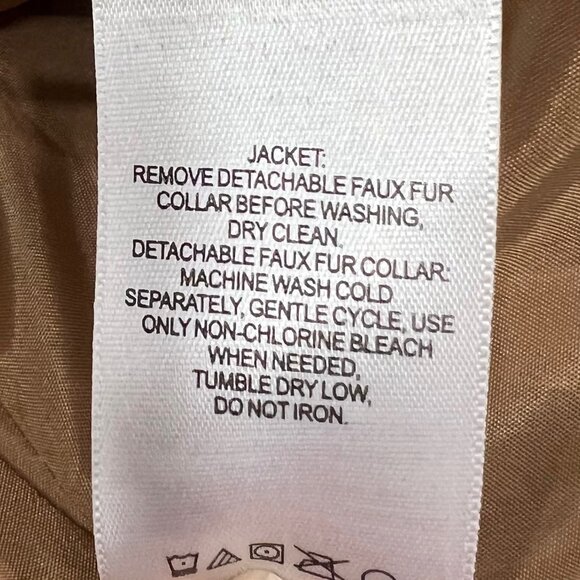 JACKET:
REMOVE DETACHABLE FAUX FUR
COLLAR BEFORE WASHING,
DRY CLEAN.
DETACHABLE FAUX FUR COLLAR:
MACHINE WASH COLD
SEPARATELY, GENTLE CYCLE, USE
ONLY NON-CHLORINE BLEACH
WHEN NEEDED,
TUMBLE DRY LOW,
DO NOT IRON.